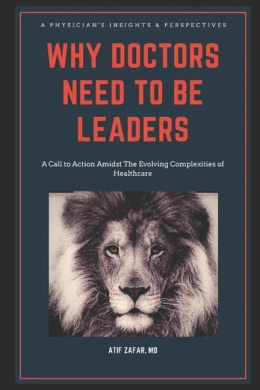 A PHYSICIAN'S INSIGHTS & PERSPECTIVES
WHY DOCTORS
NEED TO BE
LEADERS
A Call to Action Amidst The Evolving Complexities of
Healthcare
ATIF ZAFAR, MD